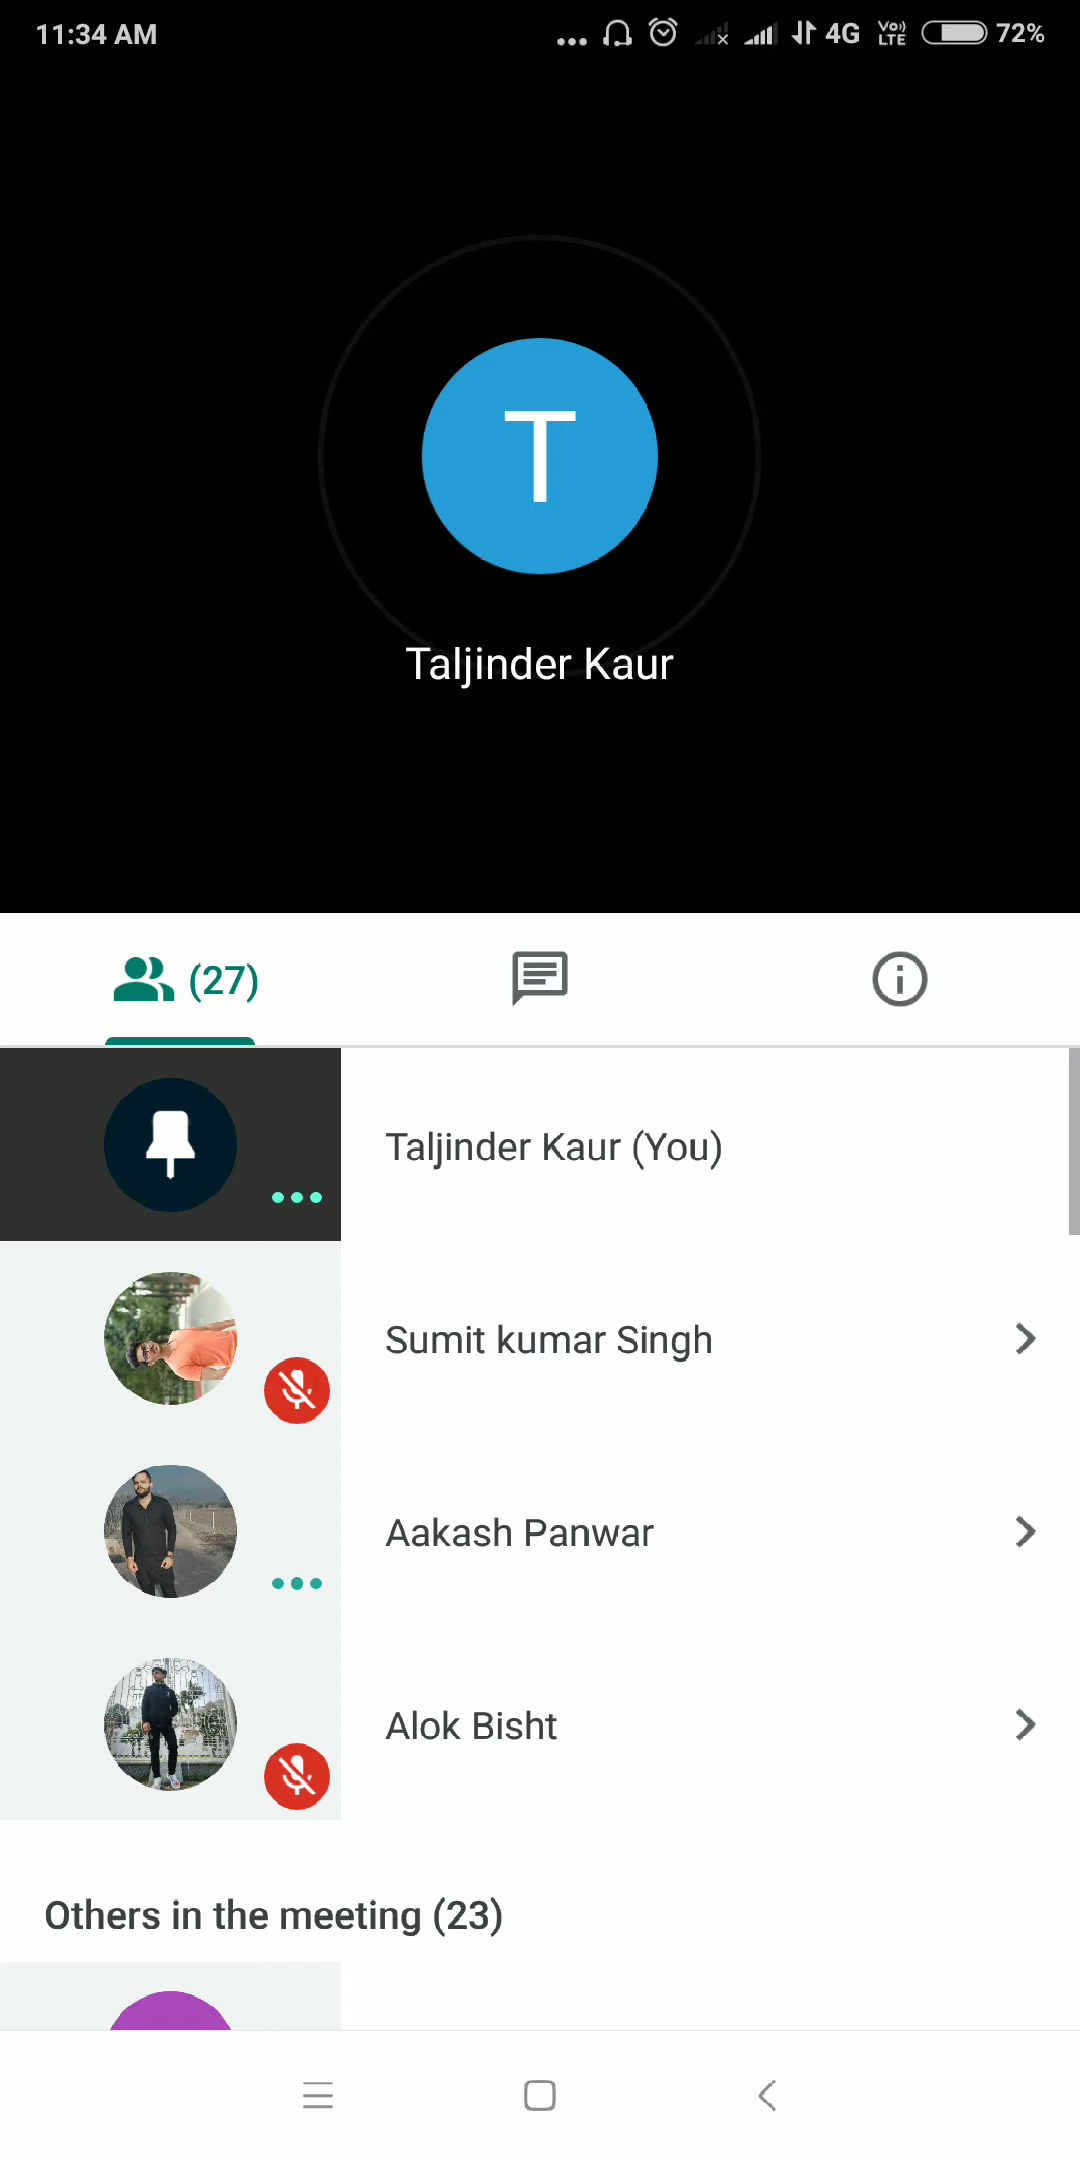 11:34 AM ... 4G VoLTE 72%
T
Taljinder Kaur
(27)
Taljinder Kaur (You)
Sumit kumar Singh
Aakash Panwar
Alok Bisht
Others in the meeting (23)